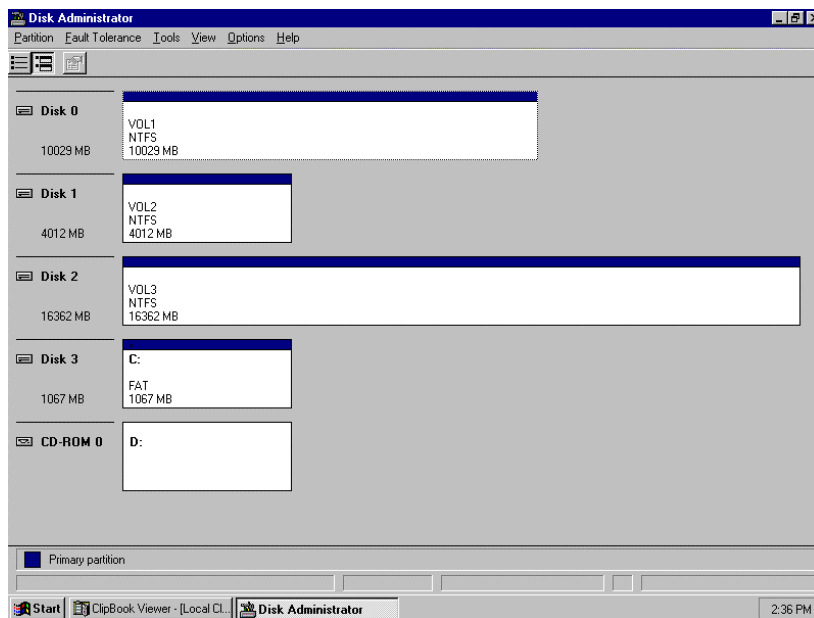 Disk Administrator
Partition Fault Tolerance Tools View Options Help
Disk 0
10029 MB
VOL1
NTFS
10029 MB
Disk 1
4012 MB
VOL2
NTFS
4012 MB
Disk 2
16362 MB
VOL3
NTFS
16362 MB
Disk 3
1067 MB
C:
FAT
1067 MB
CD-ROM 0
D:
Primary partition
Start ClipBook Viewer - [Local Cl... Disk Administrator 2:36 PM